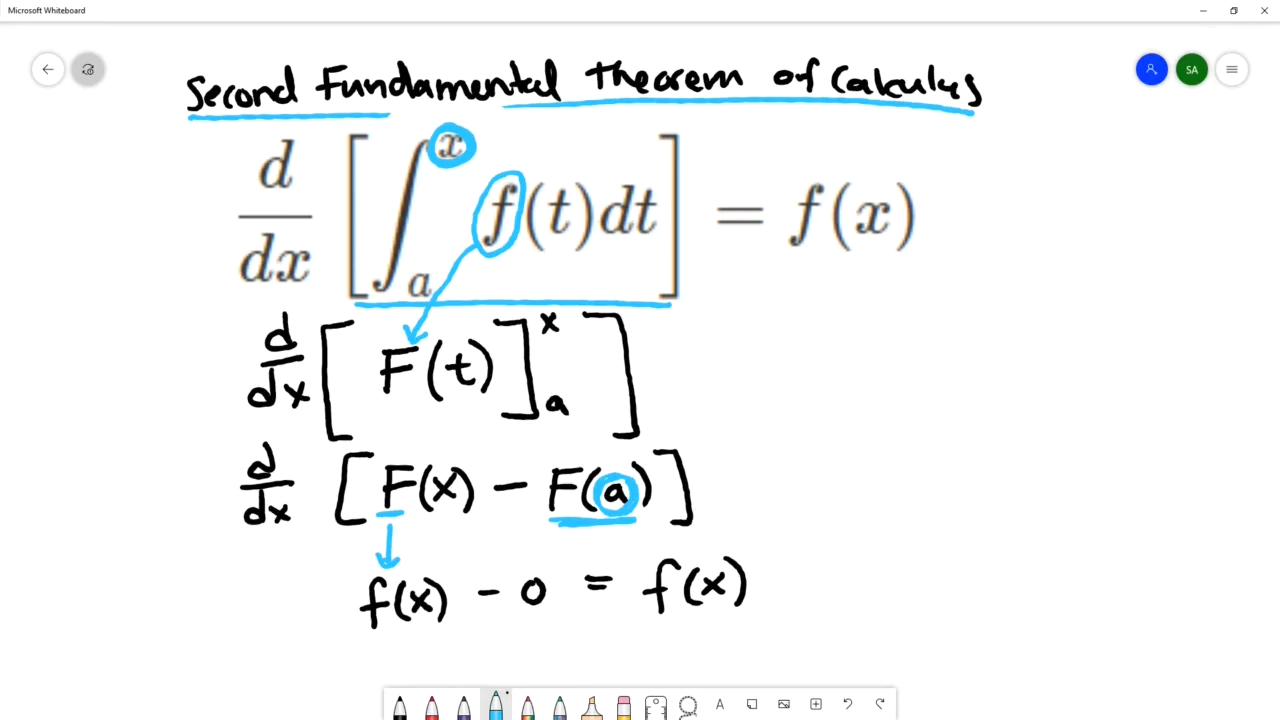 Microsoft Whiteboard
SA
Second Fundamental Theorem of Calculus
d/dx [∫_a^x f(t)dt] = f(x)
d/dx [ F(t) ]_a^x ]
d/dx [ F(x) - F(a) ]
f(x) - 0 = f(x)
A